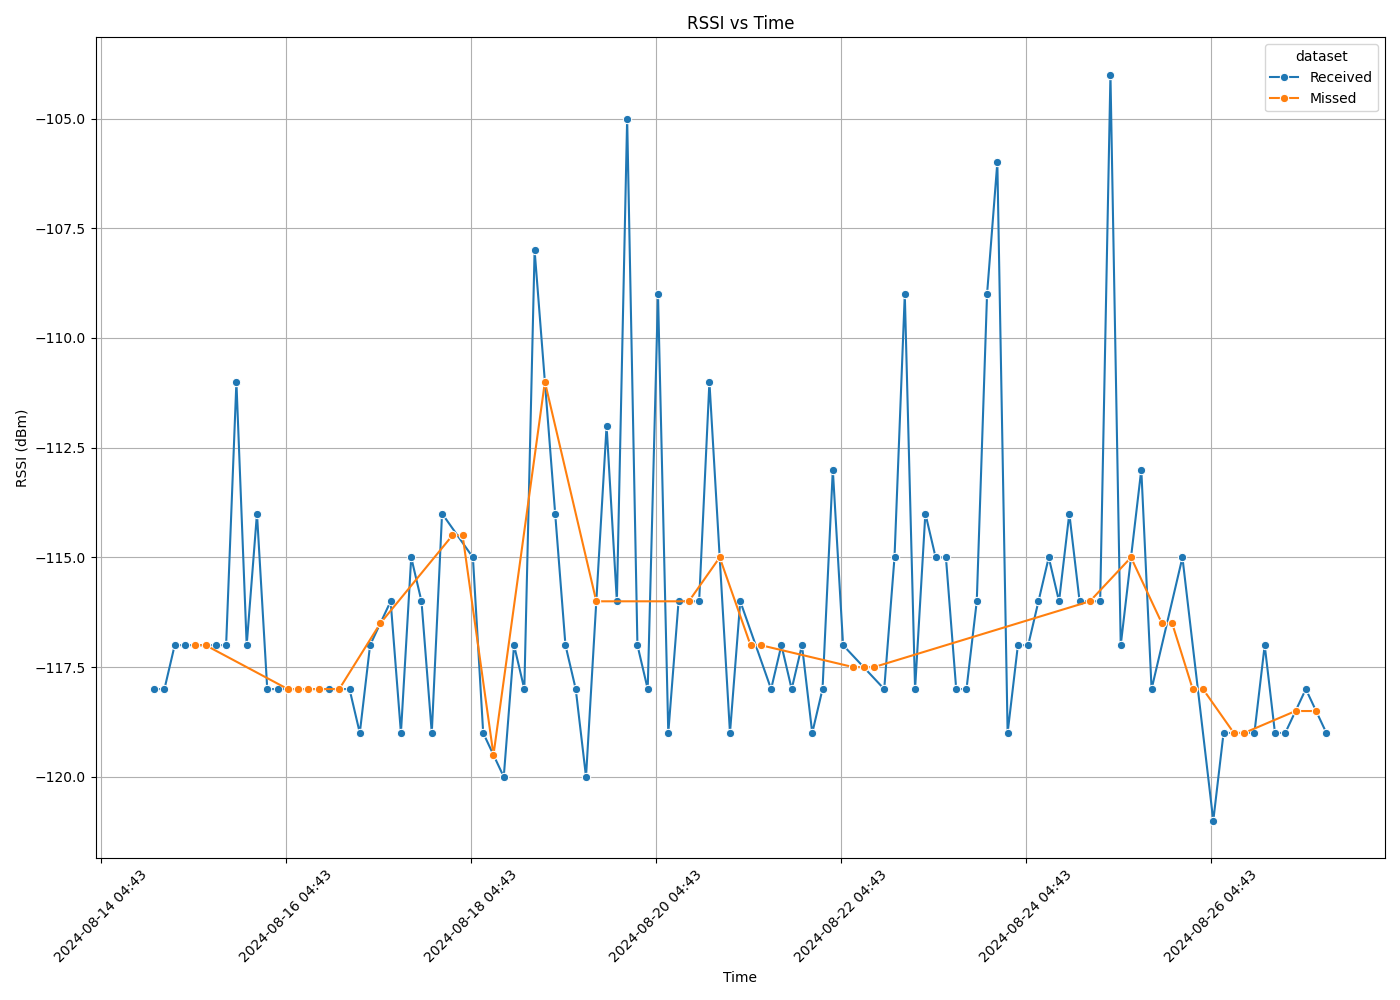 RSSI vs Time
dataset
Received
Missed
−105.0
−107.5
−110.0
−112.5
−115.0
−117.5
−120.0
RSSI (dBm)
2024-08-14 04:43
2024-08-16 04:43
2024-08-18 04:43
2024-08-20 04:43
2024-08-22 04:43
2024-08-24 04:43
2024-08-26 04:43
Time